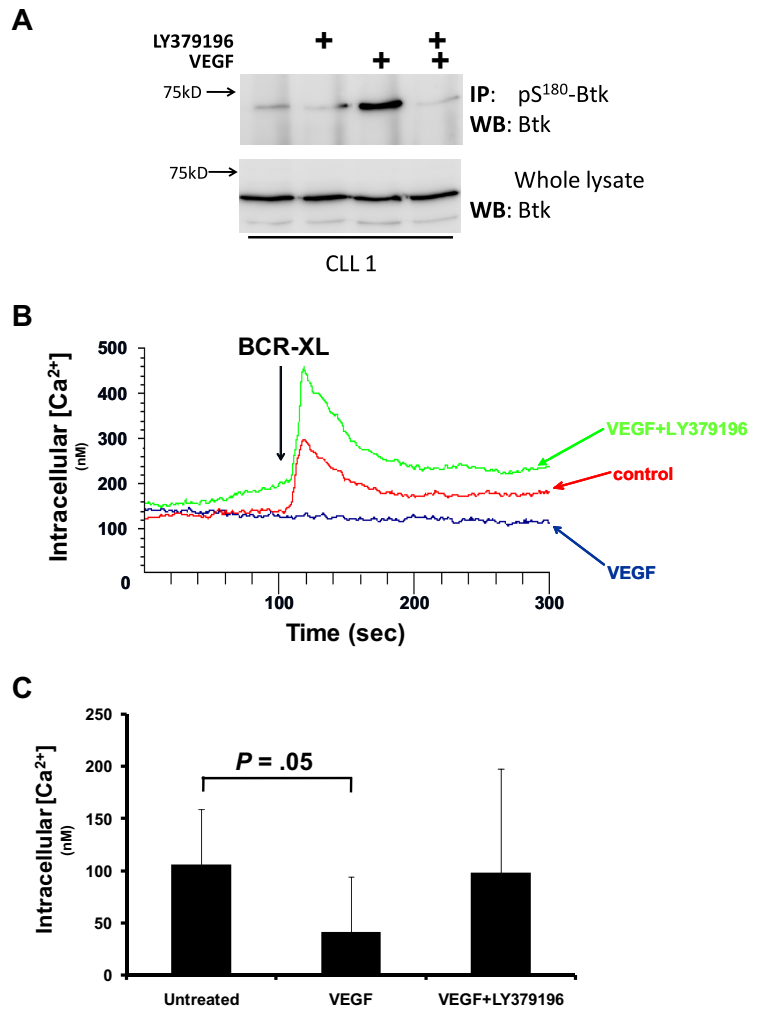 A
LY379196 + +
VEGF + +
75kD
IP: pS180-Btk
WB: Btk
75kD
Whole lysate
WB: Btk
CLL 1
B
BCR-XL
Intracellular [Ca2+]
(nM)
500
400
300
200
100
0
100 200 300
Time (sec)
VEGF+LY379196
control
VEGF
C
Intracellular [Ca2+]
(nM)
250
200
150
100
50
0
P = .05
Untreated VEGF VEGF+LY379196